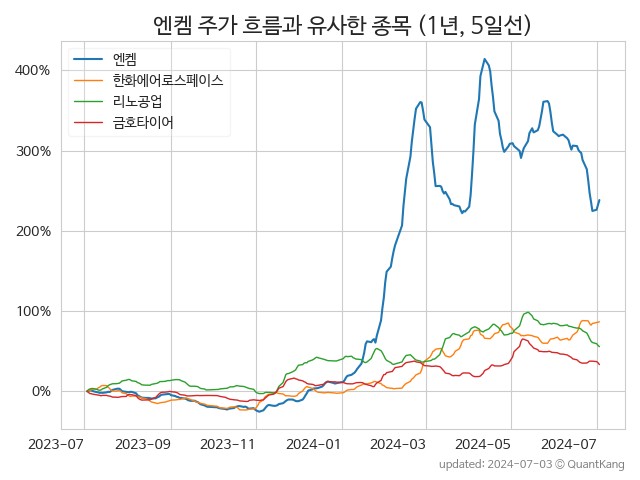 엔켐 주가 흐름과 유사한 종목 (1년, 5일선)
엔켐
한화에어로스페이스
리노공업
금호타이어
400%
300%
200%
100%
0%
2023-07 2023-09 2023-11 2024-01 2024-03 2024-05 2024-07
updated: 2024-07-03 © QuantKang